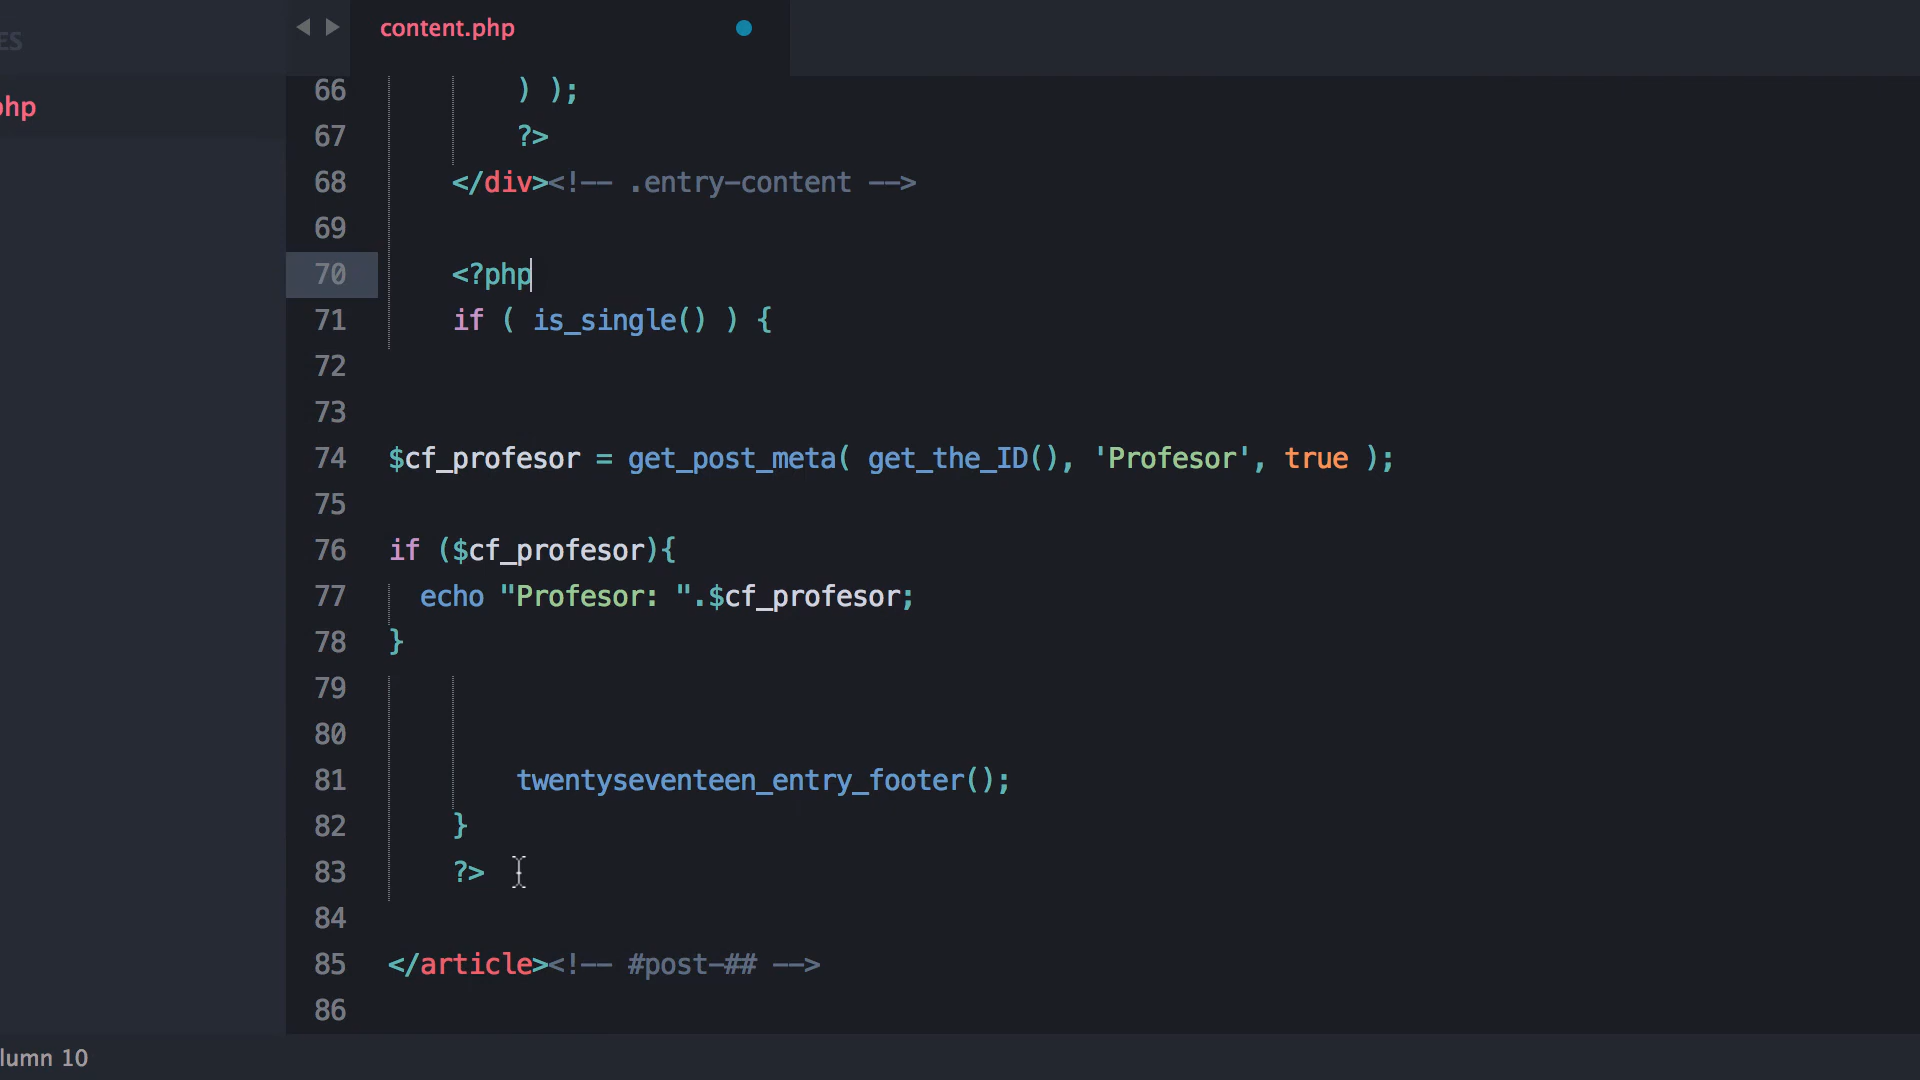 ES
content.php
php
66 ) );
67 ?>
68 </div><!-- .entry-content -->
69
70 <?php
71 if ( is_single() ) {
72
73
74 $cf_profesor = get_post_meta( get_the_ID(), 'Profesor', true );
75
76 if ($cf_profesor){
77 echo "Profesor: ".$cf_profesor;
78 }
79
80
81 twentyseventeen_entry_footer();
82 }
83 ?>
84
85 </article><!-- #post-## -->
86
lumn 10